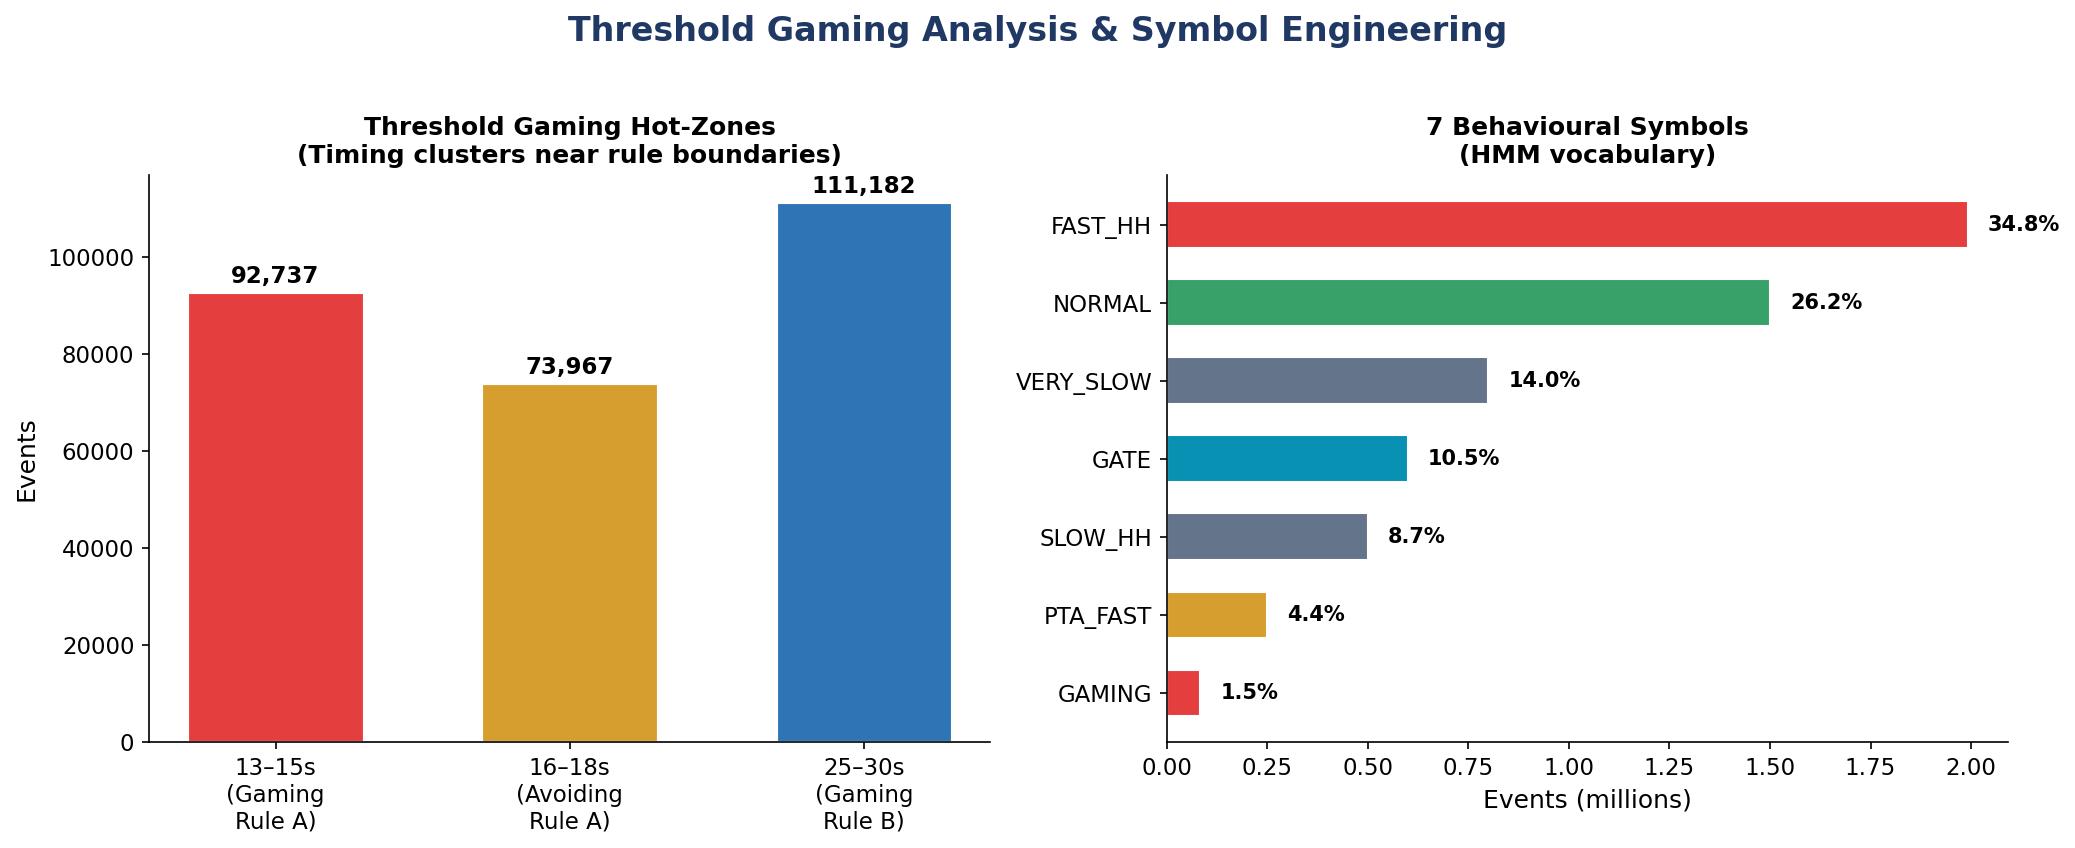 Threshold Gaming Analysis & Symbol Engineering
Threshold Gaming Hot-Zones
(Timing clusters near rule boundaries)
Events
100000
80000
60000
40000
20000
0
92,737
73,967
111,182
13–15s
(Gaming
Rule A)
16–18s
(Avoiding
Rule A)
25–30s
(Gaming
Rule B)
7 Behavioural Symbols
(HMM vocabulary)
FAST_HH 34.8%
NORMAL 26.2%
VERY_SLOW 14.0%
GATE 10.5%
SLOW_HH 8.7%
PTA_FAST 4.4%
GAMING 1.5%
0.00 0.25 0.50 0.75 1.00 1.25 1.50 1.75 2.00
Events (millions)